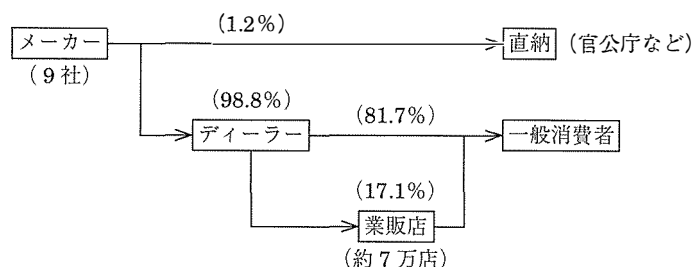 (1.2%)
メーカー 直納 (官公庁など)
(9社)
(98.8%) (81.7%)
ディーラー 一般消費者
(17.1%)
業販店
(約7万店)